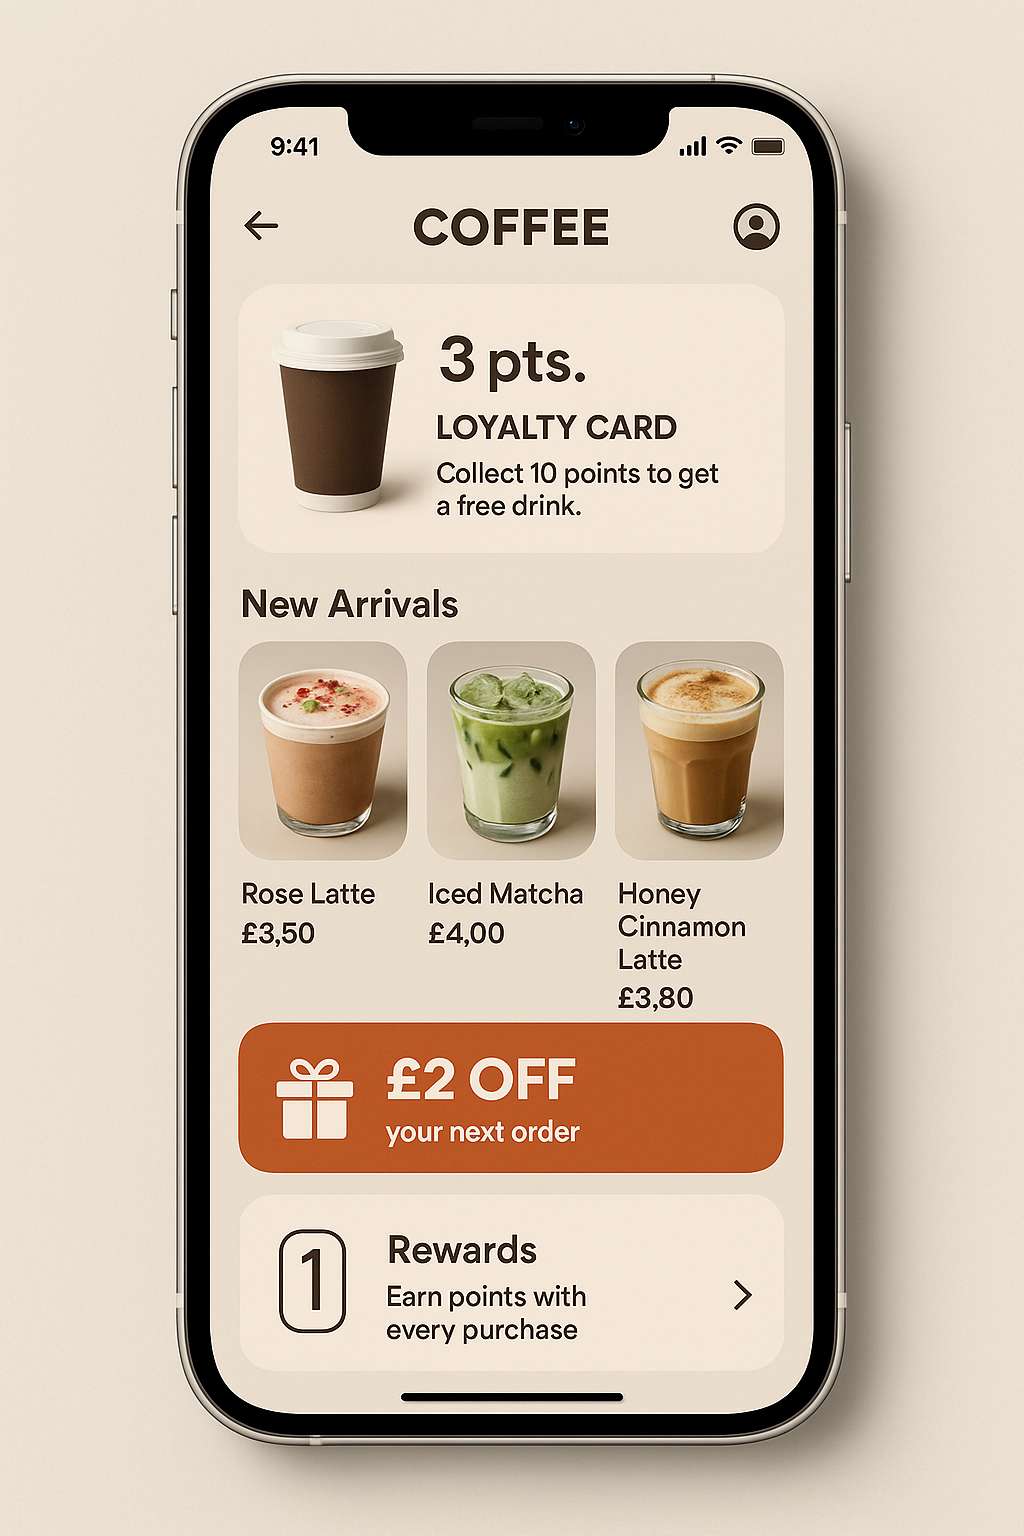 9:41
COFFEE
3 pts.
LOYALTY CARD
Collect 10 points to get
a free drink.
New Arrivals
Rose Latte
£3,50
Iced Matcha
£4,00
Honey
Cinnamon
Latte
£3,80
£2 OFF
your next order
1
Rewards
Earn points with
every purchase